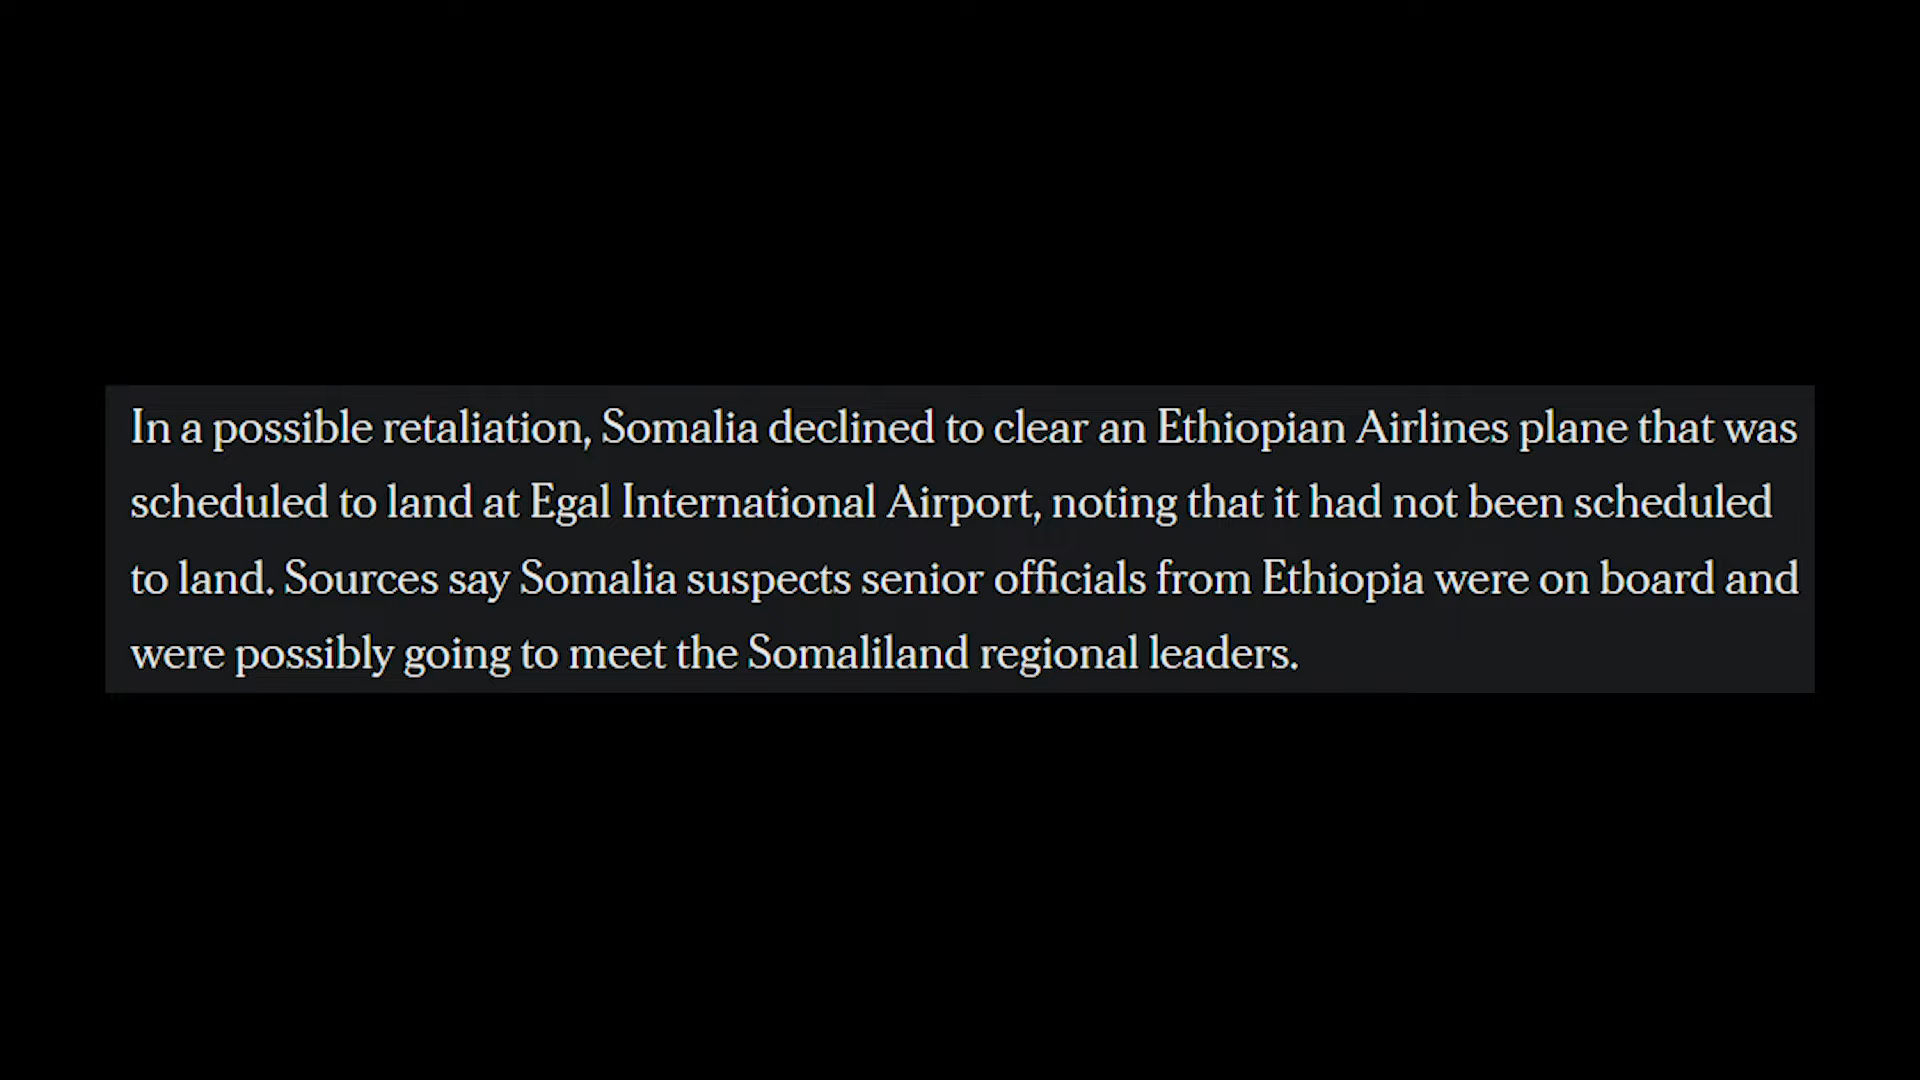 In a possible retaliation, Somalia declined to clear an Ethiopian Airlines plane that was
scheduled to land at Egal International Airport, noting that it had not been scheduled
to land. Sources say Somalia suspects senior officials from Ethiopia were on board and
were possibly going to meet the Somaliland regional leaders.